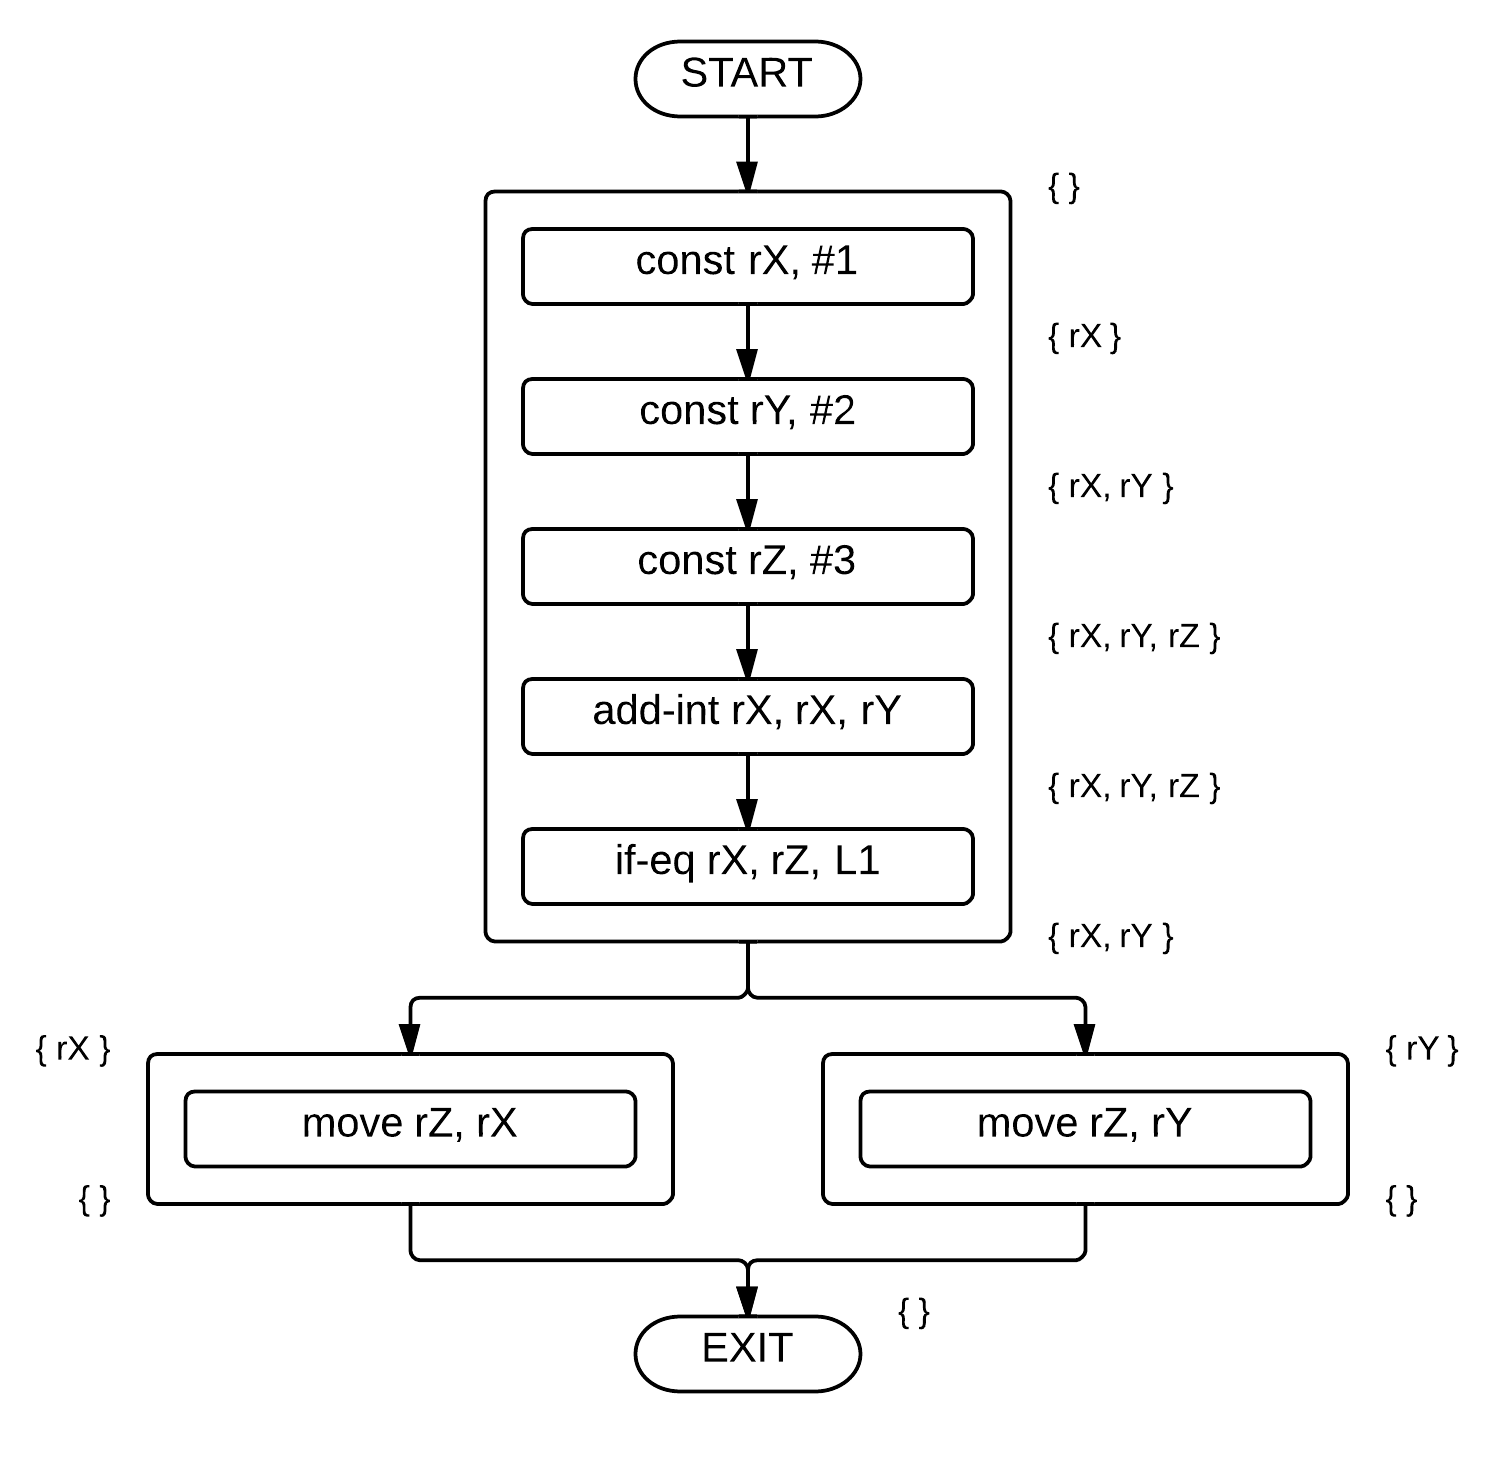 START
{ }
const rX, #1
{ rX }
const rY, #2
{ rX, rY }
const rZ, #3
{ rX, rY, rZ }
add-int rX, rX, rY
{ rX, rY, rZ }
if-eq rX, rZ, L1
{ rX, rY }
{ rX }
{ rY }
move rZ, rX
move rZ, rY
{ }
{ }
{ }
EXIT